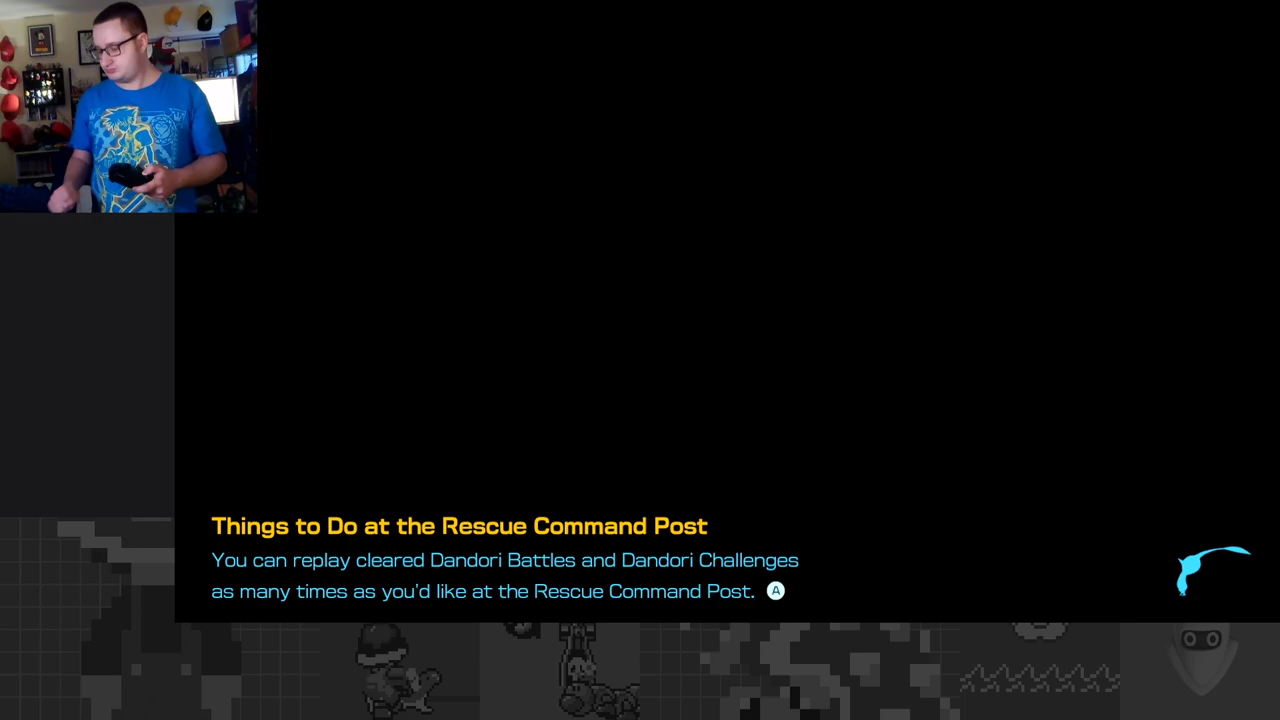 Things to Do at the Rescue Command Post
You can replay cleared Dandori Battles and Dandori Challenges
as many times as you'd like at the Rescue Command Post. A